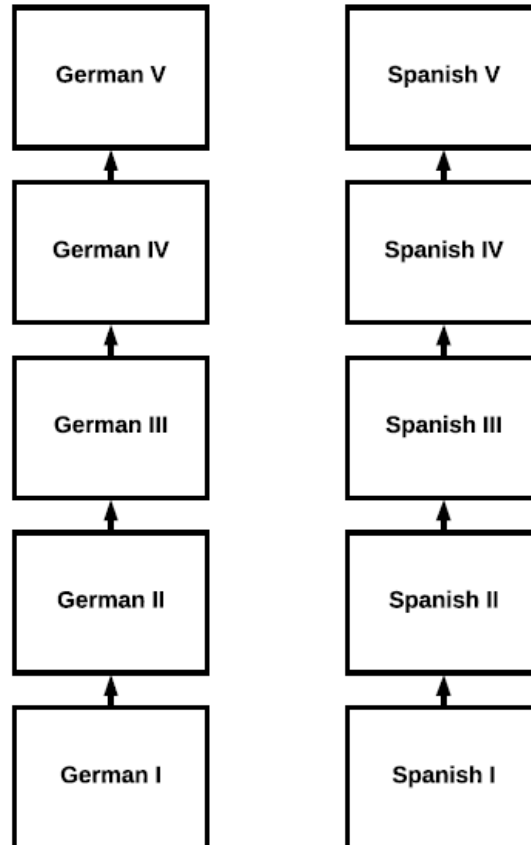 German V
Spanish V
German IV
Spanish IV
German III
Spanish III
German II
Spanish II
German I
Spanish I